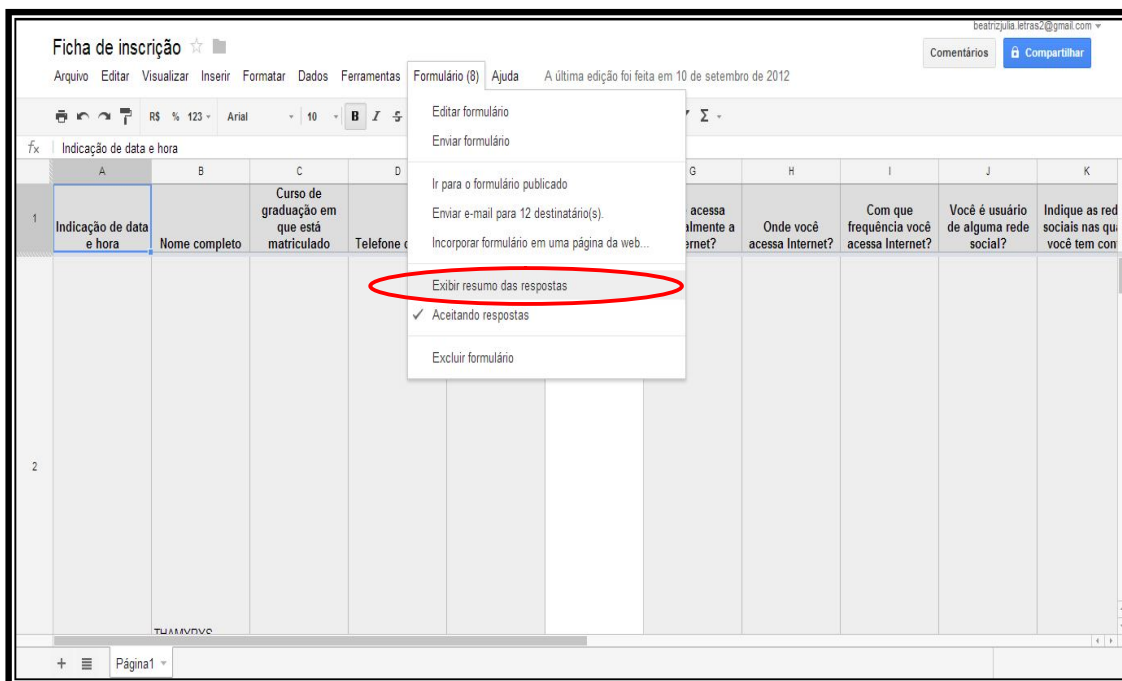 beatrizjulia.letras2@gmail.com
Ficha de inscrição
Comentários
Compartilhar
Arquivo Editar Visualizar Inserir Formatar Dados Ferramentas Formulário (8) Ajuda A última edição foi feita em 10 de setembro de 2012
R$ % 123 Arial 10 B I S Σ
Editar formulário
Enviar formulário
Ir para o formulário publicado
Enviar e-mail para 12 destinatário(s).
Incorporar formulário em uma página da web...
Exibir resumo das respostas
Aceitando respostas
Excluir formulário
fx Indicação de data e hora
A B C D G H I J K
1
Indicação de data
e hora
Nome completo
Curso de
graduação em
que está
matriculado
Telefone
acessa
ernet?
Onde você
acessa Internet?
Com que
frequência você
acessa Internet?
Você é usuário
de alguma rede
social?
Indique as red
sociais nas qu
você tem con
2
+ Página1